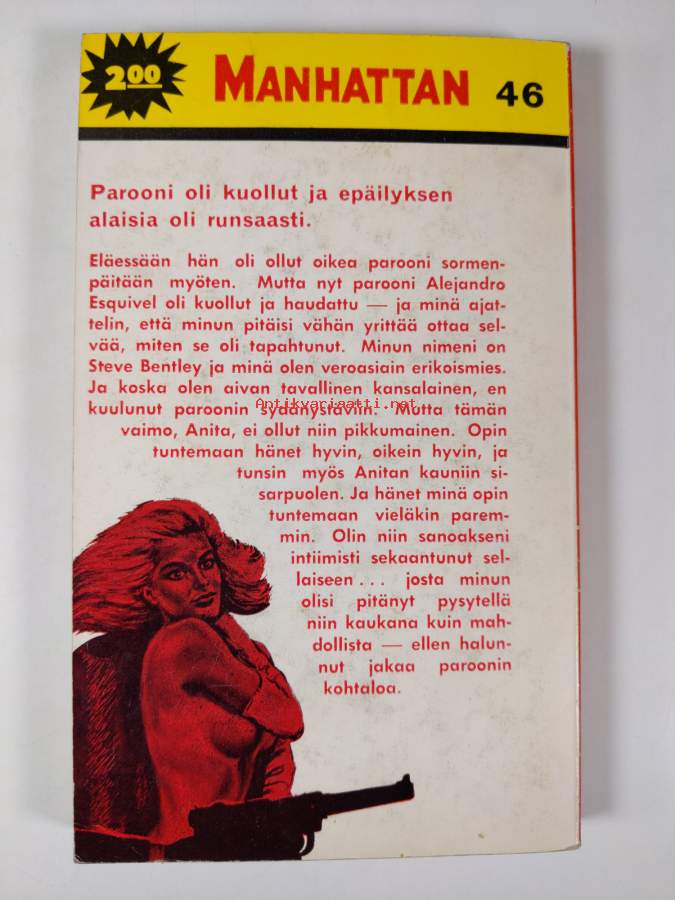 2.00 MANHATTAN 46
Parooni oli kuollut ja epäilyksen
alaisia oli runsaasti.
Eläessään hän oli ollut oikea parooni sormen-
päitään myöten. Mutta nyt parooni Alejandro
Esquivel oli kuollut ja haudattu — ja minä ajat-
telin, että minun pitäisi vähän yrittää ottaa sel-
vää, miten se oli tapahtunut. Minun nimeni on
Steve Bentley ja minä olen veroasiain erikoismies.
Ja koska olen aivan tavallinen kansalainen, en
Antikvariaatti.net
kuulunut paroonin sydänystäviin. Mutta tämän
vaimo, Anita, ei ollut niin pikkumainen. Opin
tuntemaan hänet hyvin, oikein hyvin, ja
tunsin myös Anitan kauniin si-
sarpuolen. Ja hänet minä opin
tuntemaan vieläkin parem-
min. Olin niin sanoakseni
intiimisti sekaantunut sel-
laiseen ... josta minun
olisi pitänyt pysytellä
niin kaukana kuin mah-
dollista — ellen halun-
nut jakaa paroonin
kohtaloa.